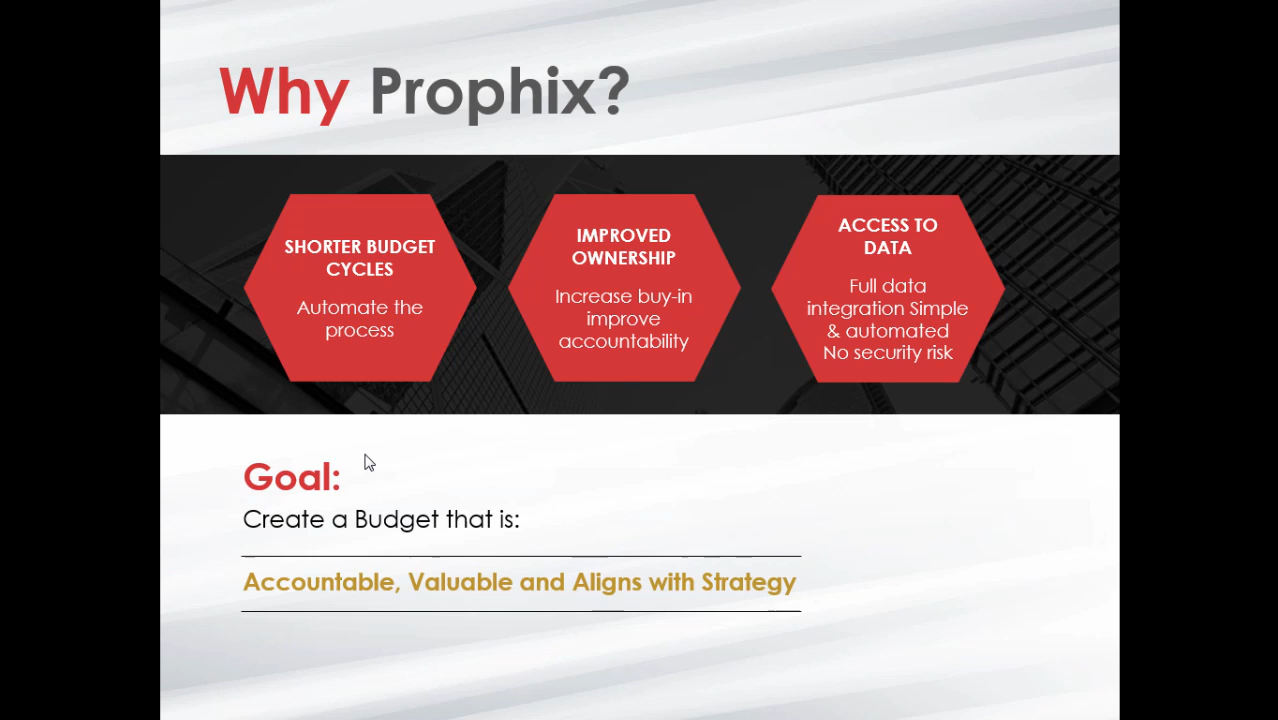 Why Prophix?
SHORTER BUDGET
CYCLES
Automate the
process
IMPROVED
OWNERSHIP
Increase buy-in
improve
accountability
ACCESS TO
DATA
Full data
integration Simple
& automated
No security risk
Goal:
Create a Budget that is:
Accountable, Valuable and Aligns with Strategy